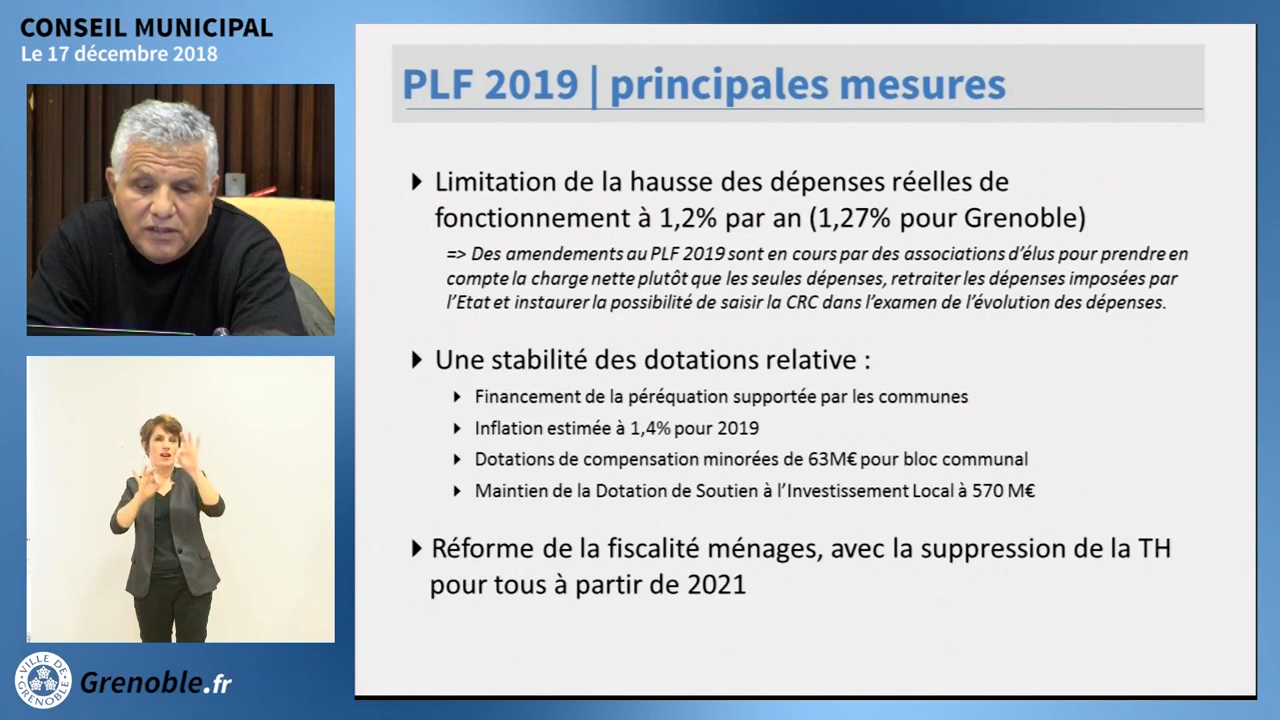 CONSEIL MUNICIPAL
Le 17 décembre 2018
PLF 2019 | principales mesures
Limitation de la hausse des dépenses réelles de
fonctionnement à 1,2% par an (1,27% pour Grenoble)
=> Des amendements au PLF 2019 sont en cours par des associations d'élus pour prendre en
compte la charge nette plutôt que les seules dépenses, retraiter les dépenses imposées par
l'Etat et instaurer la possibilité de saisir la CRC dans l'examen de l'évolution des dépenses.
Une stabilité des dotations relative :
Financement de la péréquation supportée par les communes
Inflation estimée à 1,4% pour 2019
Dotations de compensation minorées de 63M€ pour bloc communal
Maintien de la Dotation de Soutien à l'Investissement Local à 570 M€
Réforme de la fiscalité ménages, avec la suppression de la TH
pour tous à partir de 2021
VILLE DE
GRENOBLE
Grenoble.fr